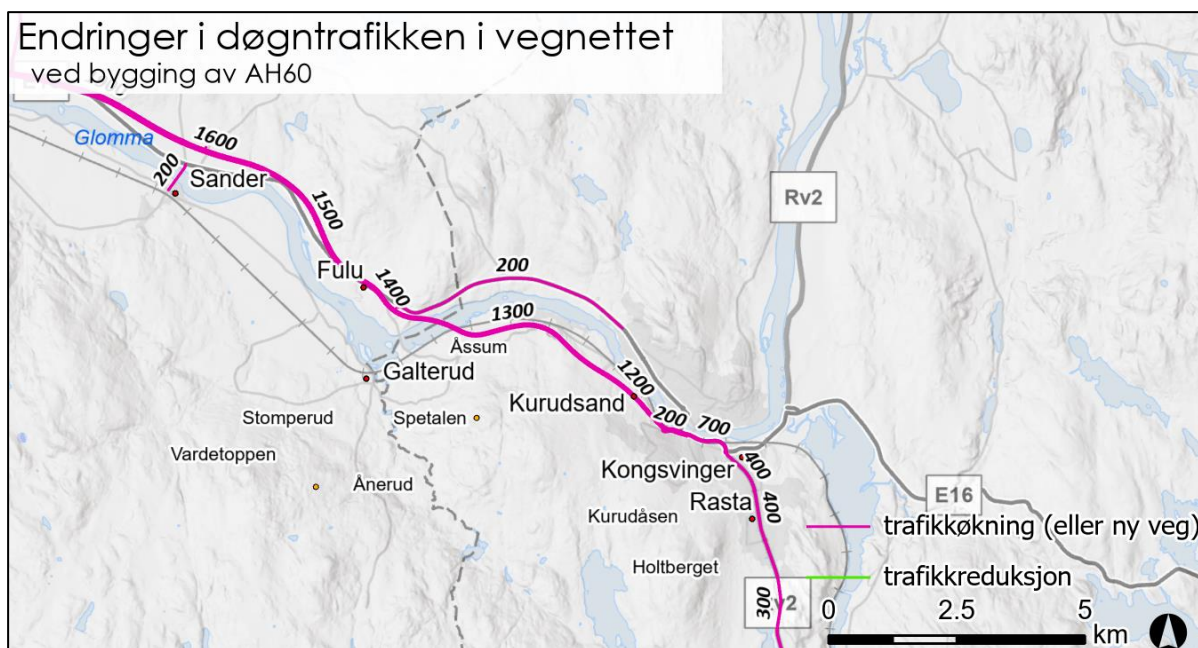 Endringer i døgntrafikken i vegnettet
ved bygging av AH60
Glomma
1600
200
Sander
Rv2
1500
Fulu
1400
200
1300
Åssum
Galterud
1200
Kurudsand
Stomperud
Spetalen
200
700
Vardetoppen
Kongsvinger
400
Ånerud
Rasta
400
E16
Kurudåsen
trafikkøkning (eller ny veg)
Holtberget
trafikkreduksjon
300
0
2.5
5
km